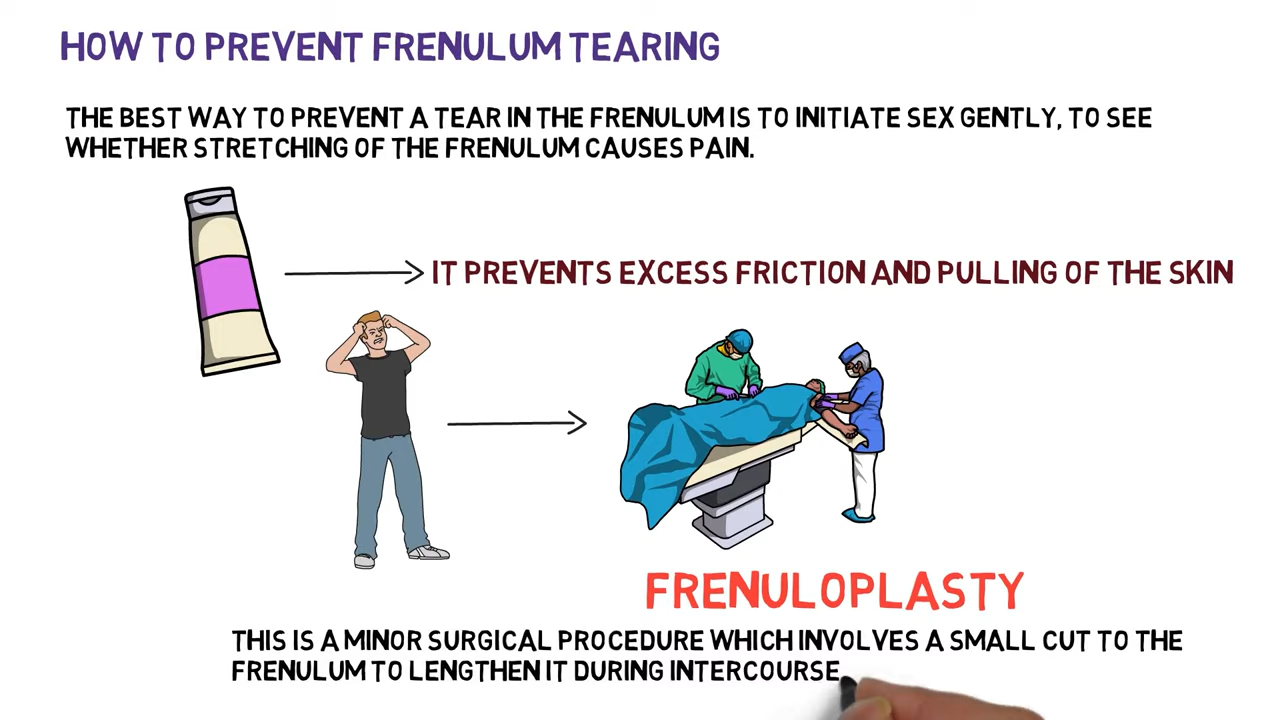 HOW TO PREVENT FRENULUM TEARING
THE BEST WAY TO PREVENT A TEAR IN THE FRENULUM IS TO INITIATE SEX GENTLY, TO SEE
WHETHER STRETCHING OF THE FRENULUM CAUSES PAIN.
IT PREVENTS EXCESS FRICTION AND PULLING OF THE SKIN
FRENULOPLASTY
THIS IS A MINOR SURGICAL PROCEDURE WHICH INVOLVES A SMALL CUT TO THE
FRENULUM TO LENGTHEN IT DURING INTERCOURSE